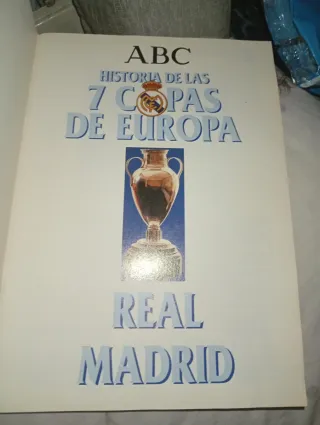 ABC
HISTORIA DE LAS
7 COPAS
DE EUROPA
REAL
MADRID